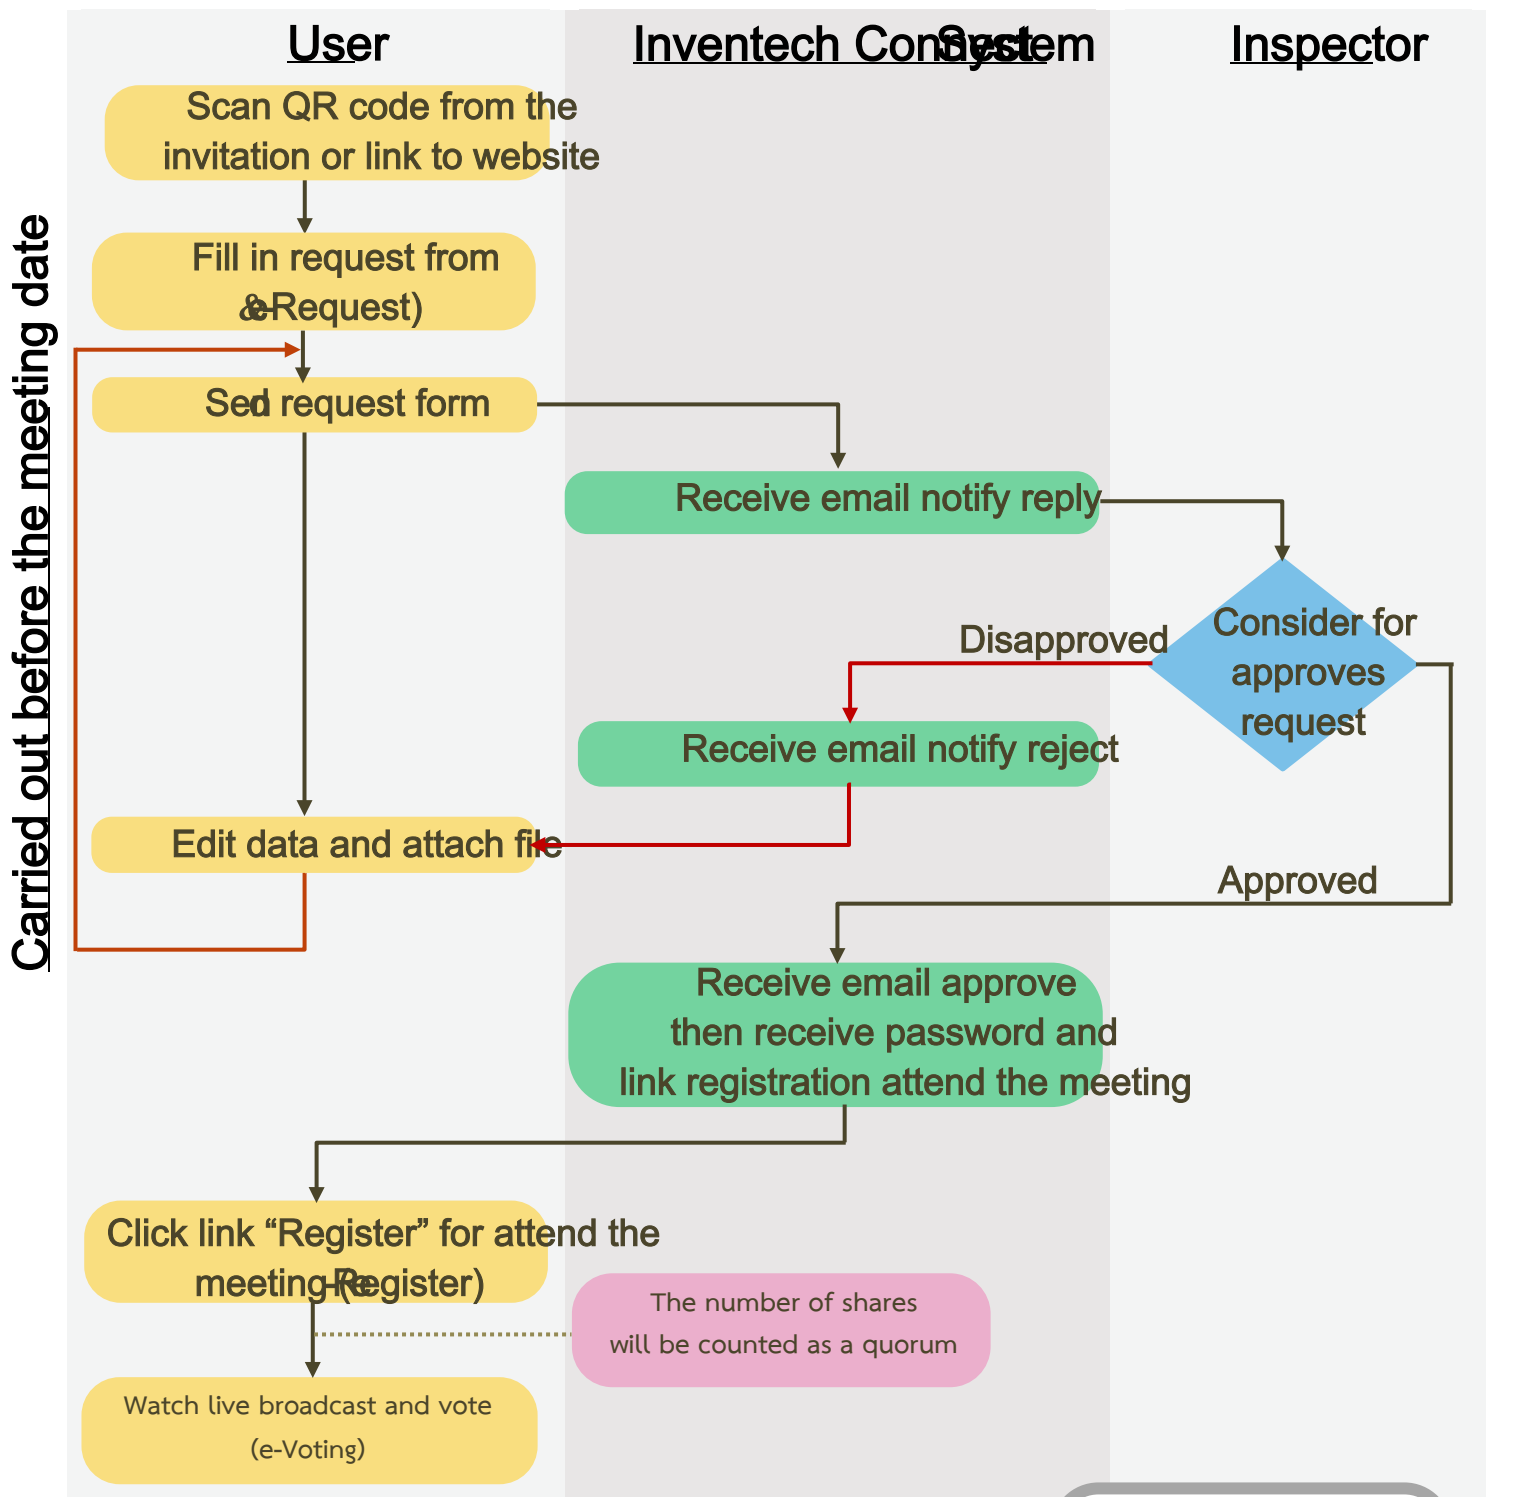 User
Inventech Connect System
Inspector
Scan QR code from the
invitation or link to website
Fill in request from
& e-Request)
Send request form
Receive email notify reply
Consider for
approves
request
Disapproved
Receive email notify reject
Edit data and attach file
Approved
Receive email approve
then receive password and
link registration attend the meeting
Click link “Register” for attend the
meeting (e-Register)
The number of shares
will be counted as a quorum
Watch live broadcast and vote
(e-Voting)
Carried out before the meeting date